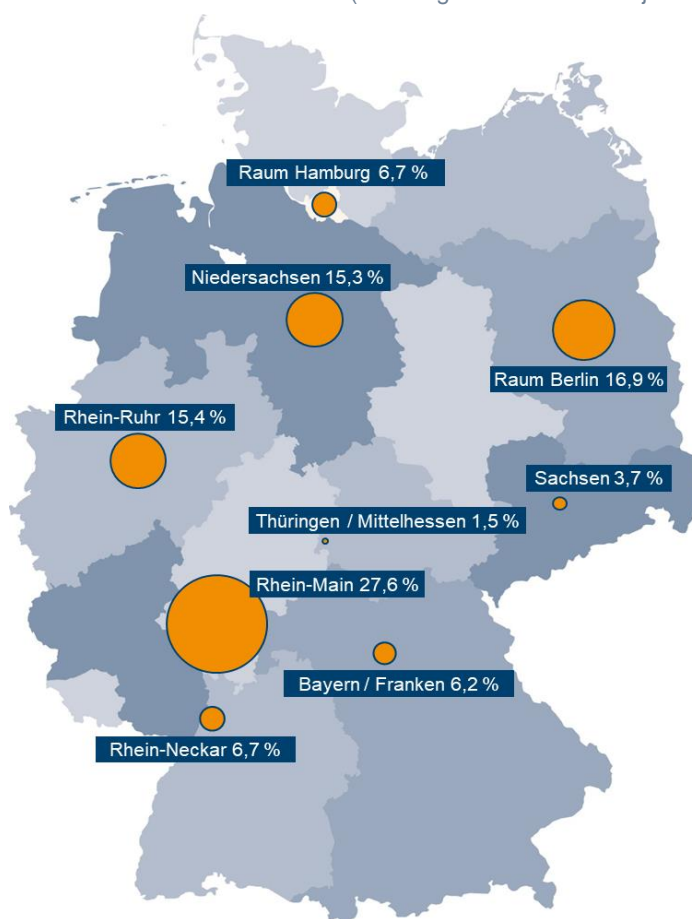 Raum Hamburg 6,7 %
Niedersachsen 15,3 %
Raum Berlin 16,9 %
Rhein-Ruhr 15,4 %
Sachsen 3,7 %
Thüringen / Mittelhessen 1,5 %
Rhein-Main 27,6 %
Bayern / Franken 6,2 %
Rhein-Neckar 6,7 %